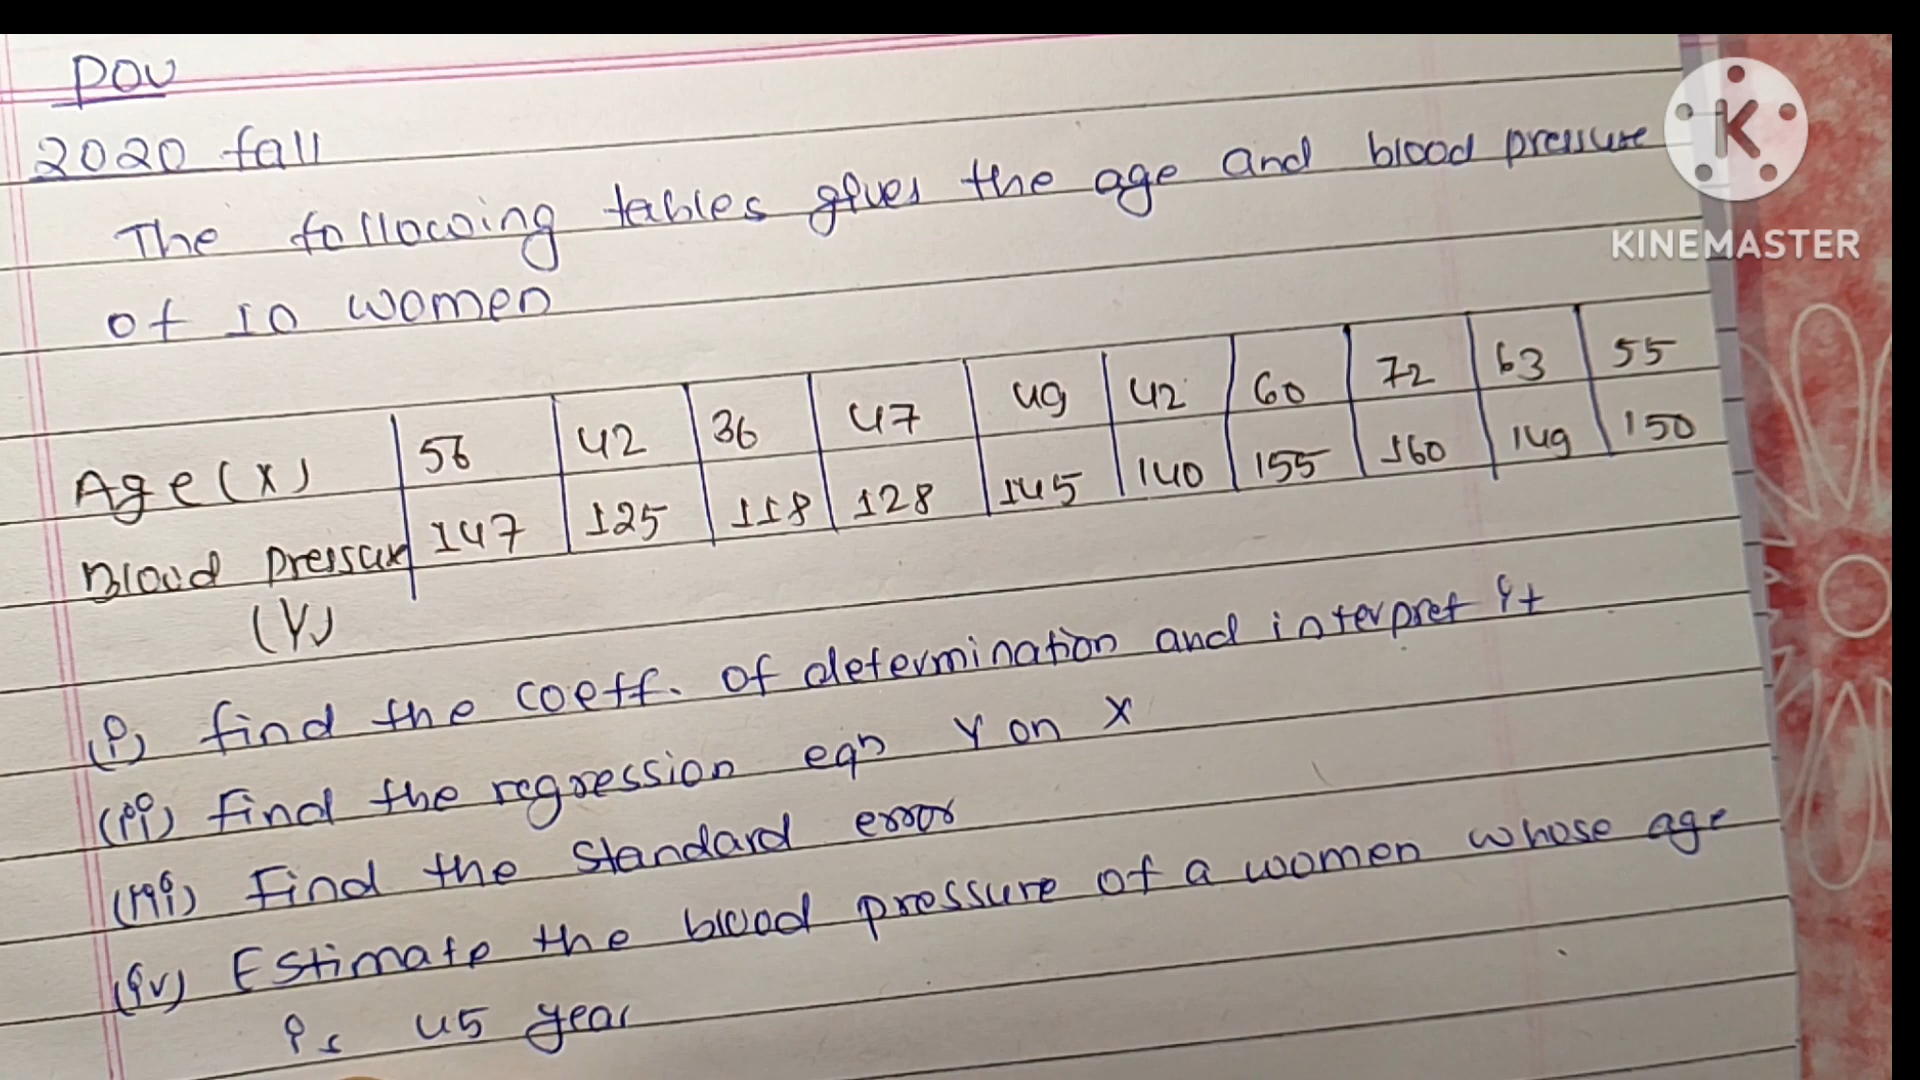 POU
2020 fall
The following tables gives the age and blood pressure
of 10 women
Age (X) 56 42 36 47 49 42 60 72 63 55
Blood pressure 147 125 118 128 145 140 155 160 149 150
(Y)
(i) find the coeff. of determination and interpret it
(ii) Find the regression eqn Y on X
(iii) Find the standard error
(iv) Estimate the blood pressure of a women whose age
is 45 year
K
KINEMASTER